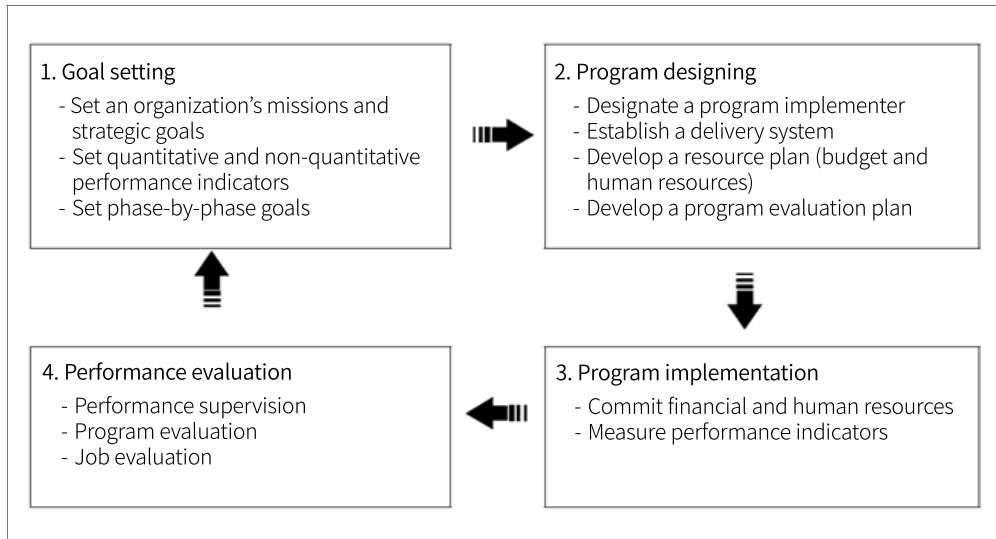 1. Goal setting
- Set an organization's missions and
strategic goals
- Set quantitative and non-quantitative
performance indicators
- Set phase-by-phase goals
2. Program designing
- Designate a program implementer
- Establish a delivery system
- Develop a resource plan (budget and
human resources)
- Develop a program evaluation plan
3. Program implementation
- Commit financial and human resources
- Measure performance indicators
4. Performance evaluation
- Performance supervision
- Program evaluation
- Job evaluation